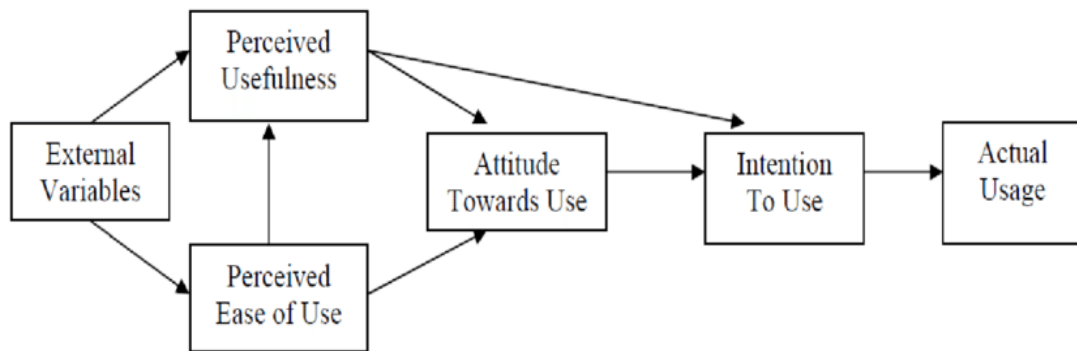 Perceived
Usefulness
External
Variables
Attitude
Towards Use
Intention
To Use
Actual
Usage
Perceived
Ease of Use